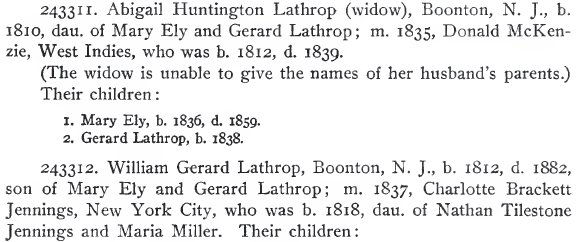 243311. Abigail Huntington Lathrop (widow), Boonton, N. J., b.
1810, dau. of Mary Ely and Gerard Lathrop; m. 1835, Donald McKen-
zie, West Indies, who was b. 1812, d. 1839.
(The widow is unable to give the names of her husband's parents.)
Their children:
1. Mary Ely, b. 1836, d. 1859.
2. Gerard Lathrop, b. 1838.
243312. William Gerard Lathrop, Boonton, N. J., b. 1812, d. 1882,
son of Mary Ely and Gerard Lathrop; m. 1837, Charlotte Brackett
Jennings, New York City, who was b. 1818, dau. of Nathan Tilestone
Jennings and Maria Miller. Their children: